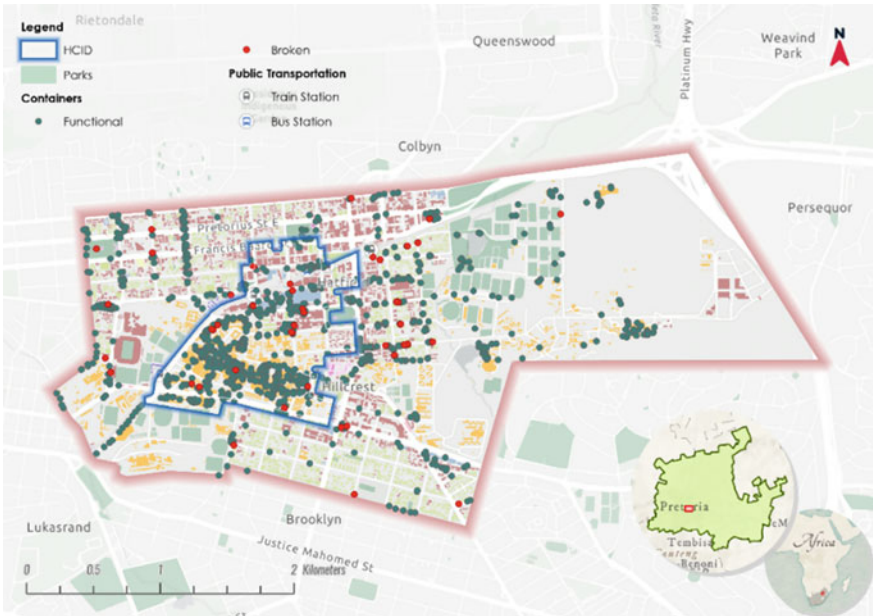 Rietondale
Legend
HCID
Parks
Containers
Functional
Broken
Public Transportation
Train Station
Bus Station
Queenswood
Weavind
Park
N
Platinum Hwy
Colbyn
Persequor
Pretorius St E
Francis
Hatfield
Hillcrest
Lukasrand
Brooklyn
Justice Mahomed St
0 0.5 1 2
Kilometers
Pretoria
Tembisa
Benoni
Africa